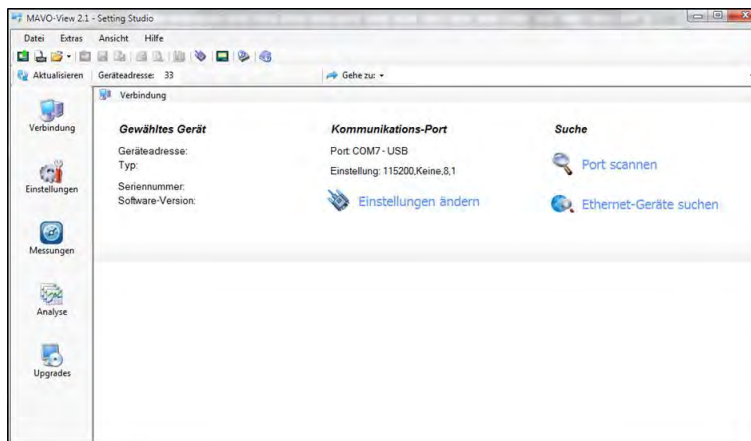 MAVO-View 2.1 - Setting Studio
Datei Extras Ansicht Hilfe
Aktualisieren Geräteadresse: 33 Gehe zu:
Verbindung
Verbindung
Einstellungen
Messungen
Analyse
Upgrades
Gewähltes Gerät
Geräteadresse:
Typ:
Seriennummer:
Software-Version:
Kommunikations-Port
Port: COM7 - USB
Einstellung: 115200,Keine,8,1
Einstellungen ändern
Suche
Port scannen
Ethernet-Geräte suchen